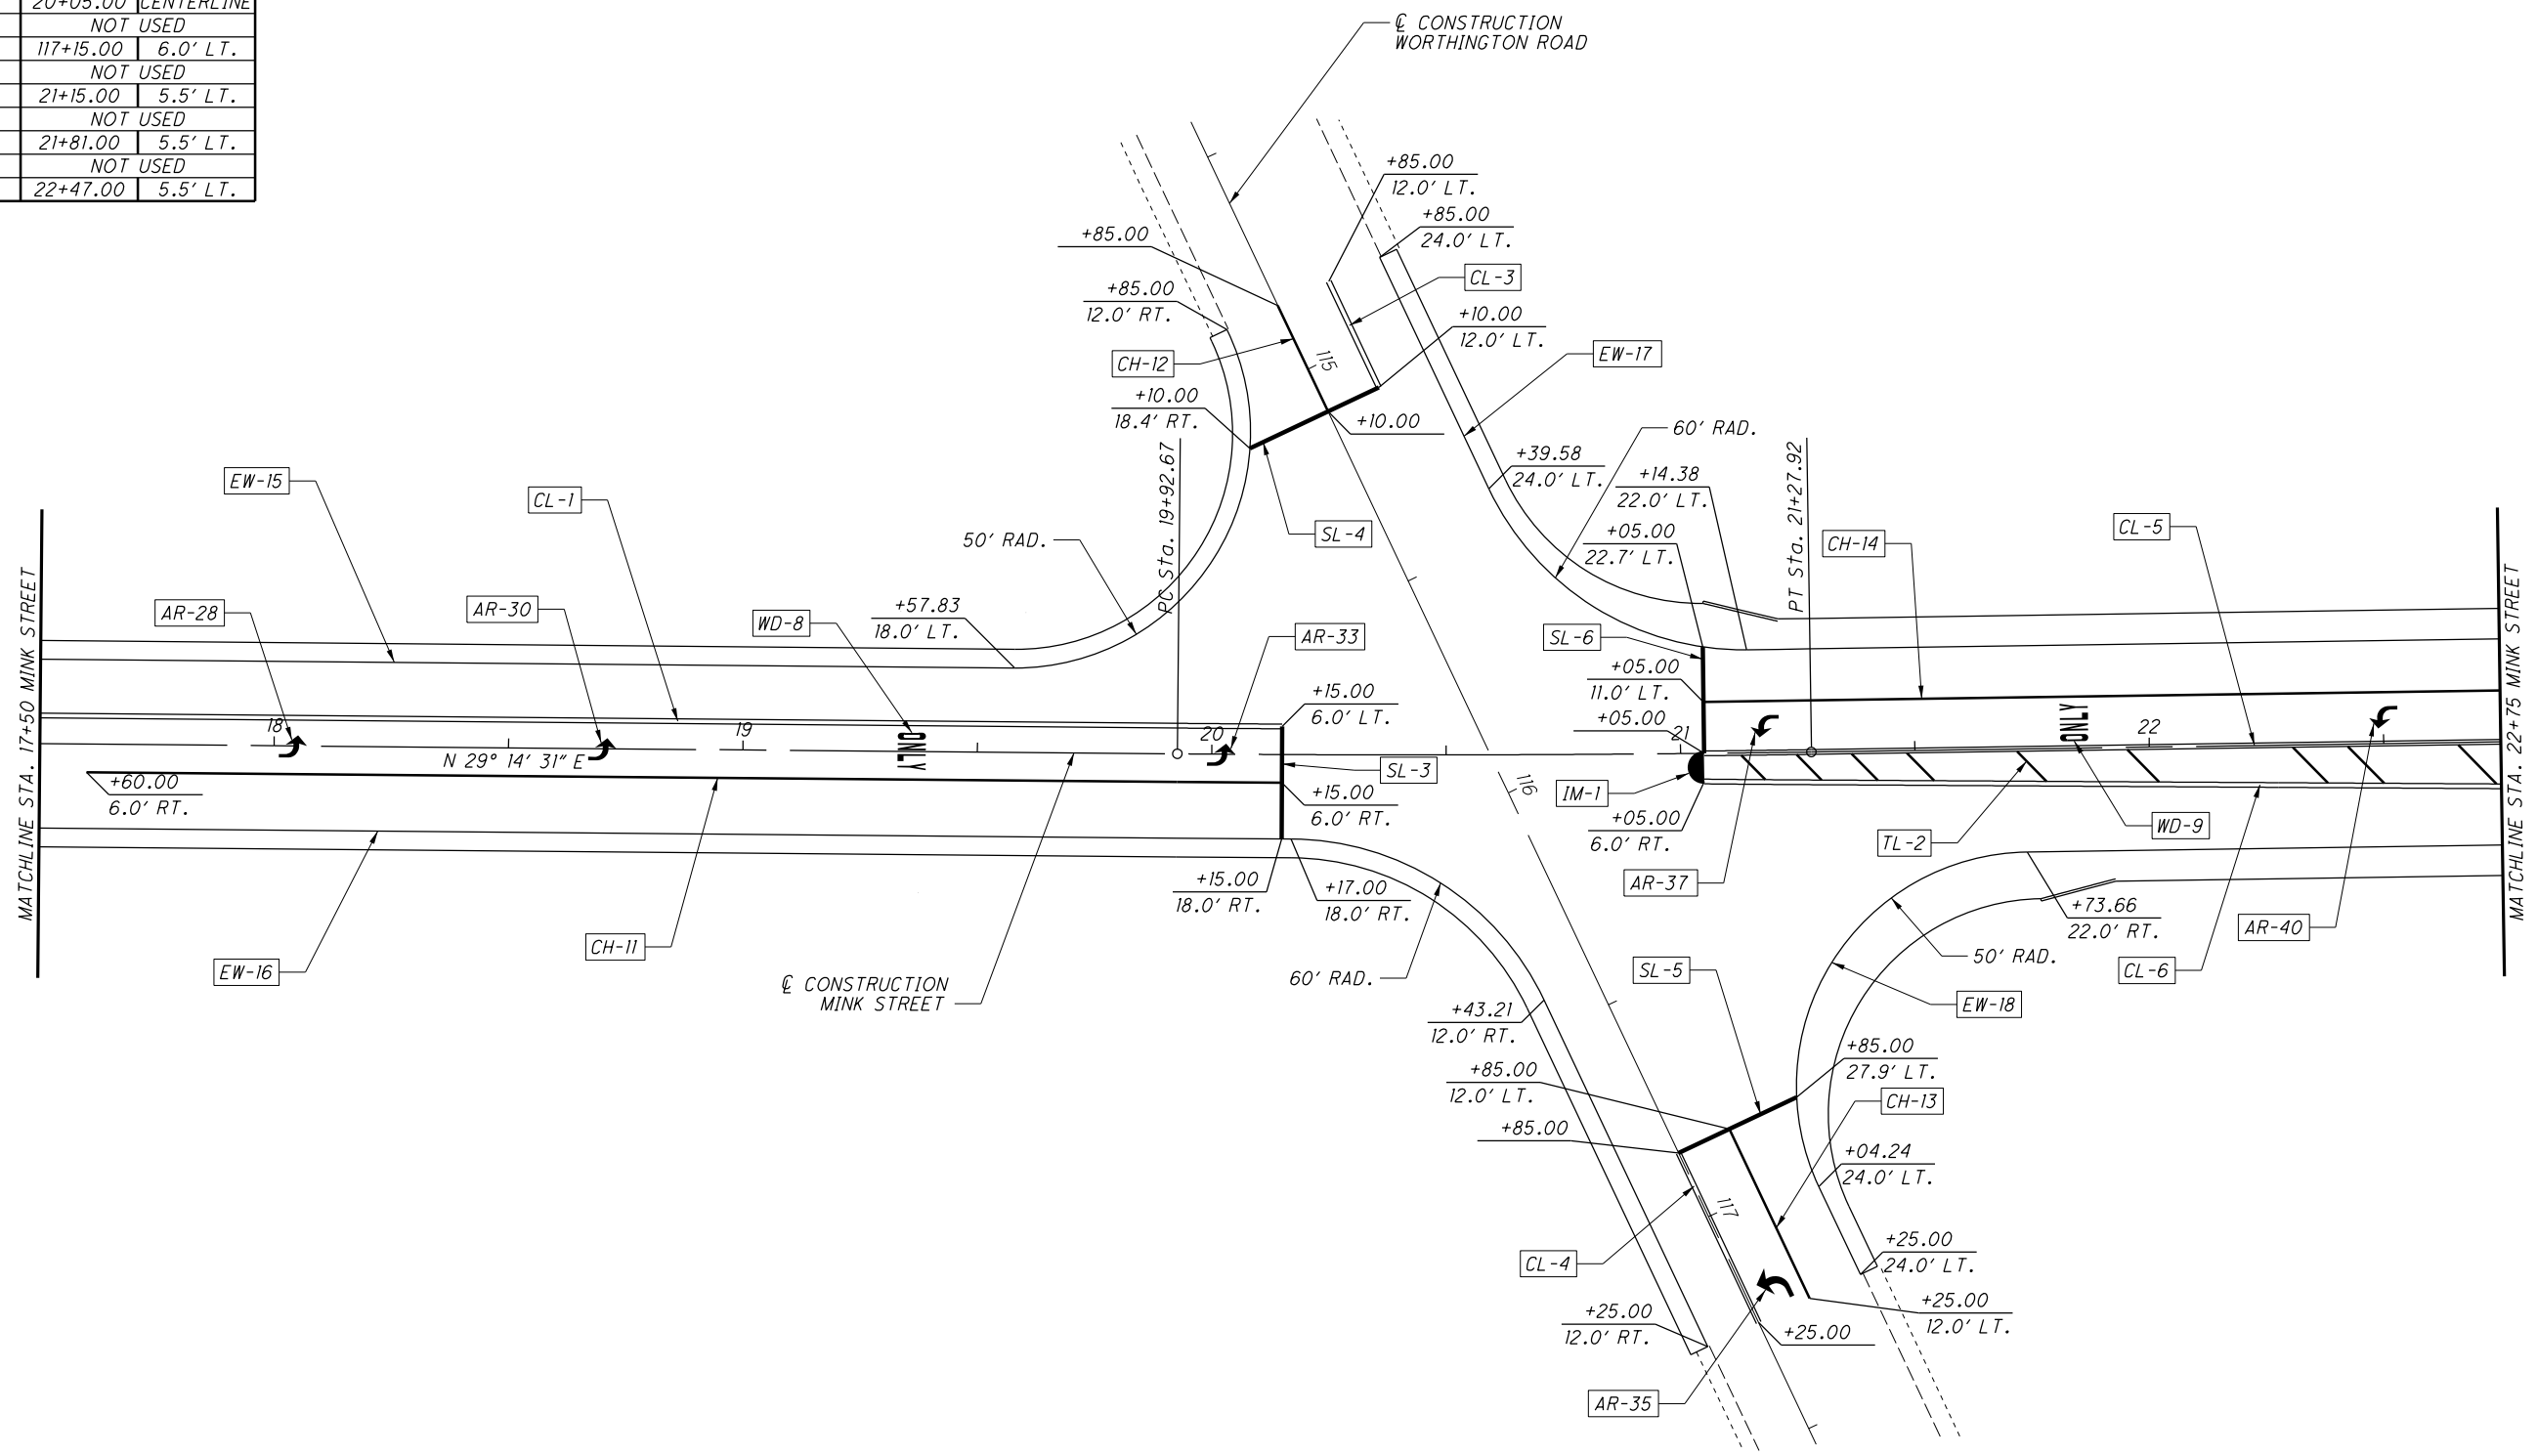 20+05.00 CENTERLINE
NOT USED
117+15.00 6.0' LT.
NOT USED
21+15.00 5.5' LT.
NOT USED
21+81.00 5.5' LT.
NOT USED
22+47.00 5.5' LT.
℄ CONSTRUCTION
WORTHINGTON ROAD
+85.00
12.0' LT.
+85.00
24.0' LT.
+85.00
CL-3
+85.00
12.0' RT.
+10.00
12.0' LT.
CH-12
115
EW-17
+10.00
18.4' RT.
+10.00
60' RAD.
+39.58
24.0' LT.
+14.38
22.0' LT.
PC Sta. 19+92.67
PT Sta. 21+27.92
EW-15
CL-1
SL-4
50' RAD.
+05.00
22.7' LT.
CH-14
CL-5
MATCHLINE STA. 17+50 MINK STREET
MATCHLINE STA. 22+75 MINK STREET
AR-28
AR-30
WD-8
+57.83
18.0' LT.
AR-33
SL-6
+05.00
11.0' LT.
+15.00
6.0' LT.
+05.00
18
19
20
21
22
ONLY
ONLY
N 29° 14' 31" E
SL-3
116
+60.00
6.0' RT.
+15.00
6.0' RT.
IM-1
+05.00
6.0' RT.
TL-2
WD-9
AR-37
+15.00
18.0' RT.
+17.00
18.0' RT.
+73.66
22.0' RT.
AR-40
CH-11
EW-16
℄ CONSTRUCTION
MINK STREET
60' RAD.
SL-5
50' RAD.
CL-6
EW-18
+43.21
12.0' RT.
+85.00
27.9' LT.
+85.00
12.0' LT.
CH-13
+85.00
+04.24
24.0' LT.
117
CL-4
+25.00
24.0' LT.
+25.00
12.0' RT.
+25.00
12.0' LT.
+25.00
AR-35